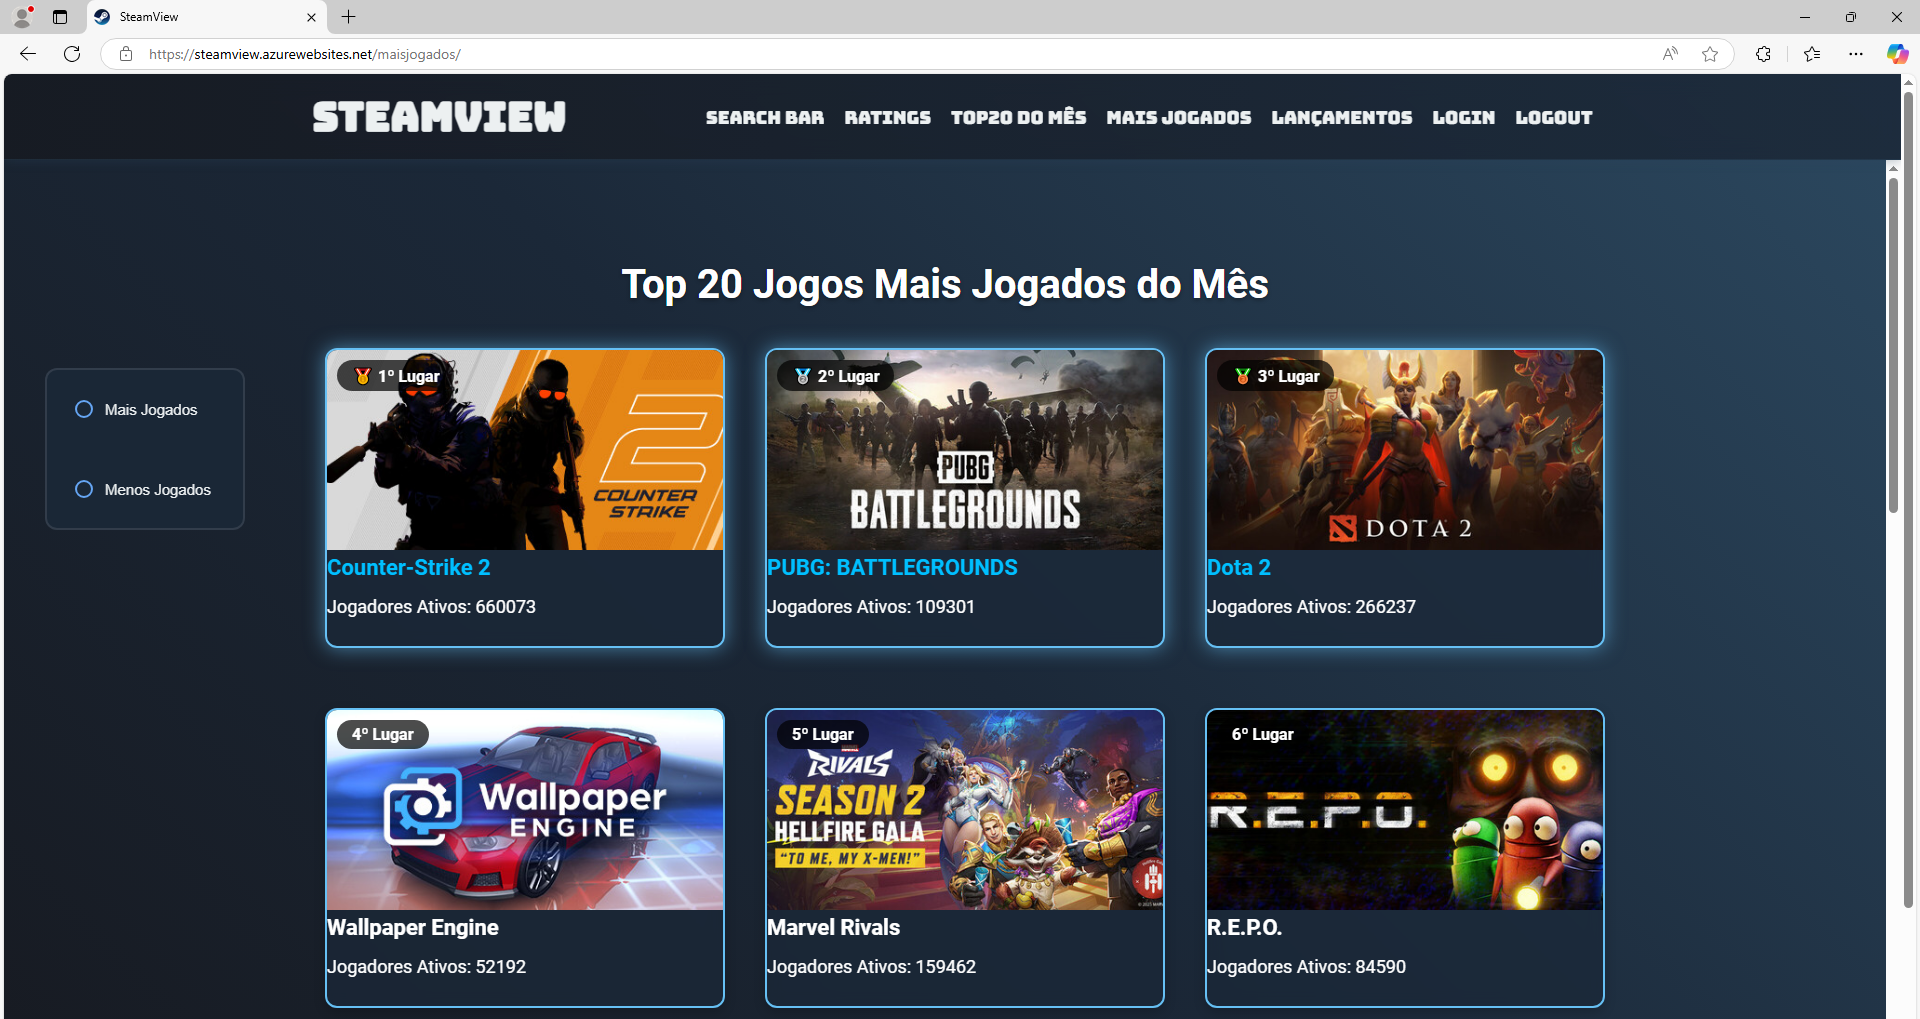 SteamView
https://steamview.azurewebsites.net/maisjogados/
STEAMVIEW
SEARCH BAR RATINGS TOP20 DO MÊS MAIS JOGADOS LANÇAMENTOS LOGIN LOGOUT
Top 20 Jogos Mais Jogados do Mês
Mais Jogados
Menos Jogados
1º Lugar
COUNTER
STRIKE
2
Counter-Strike 2
Jogadores Ativos: 660073
2º Lugar
PUBG
BATTLEGROUNDS
PUBG: BATTLEGROUNDS
Jogadores Ativos: 109301
3º Lugar
DOTA 2
Dota 2
Jogadores Ativos: 266237
4º Lugar
Wallpaper
ENGINE
Wallpaper Engine
Jogadores Ativos: 52192
5º Lugar
MARVEL
RIVALS
SEASON 2
HELLFIRE GALA
“TO ME, MY X-MEN!”
Marvel Rivals
Jogadores Ativos: 159462
6º Lugar
R.E.P.O.
R.E.P.O.
Jogadores Ativos: 84590